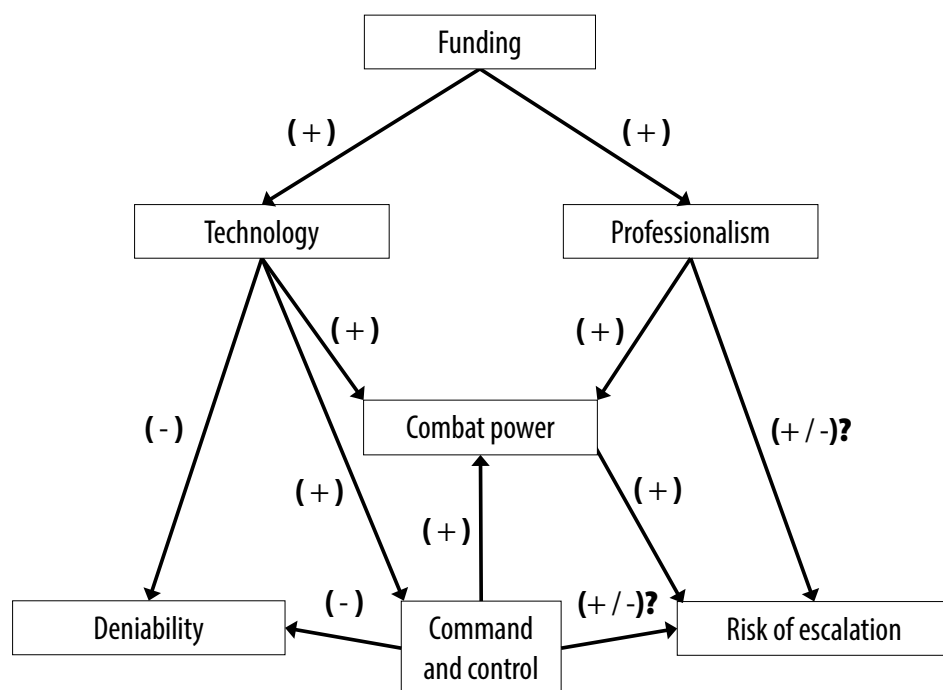 Funding
(+)
(+)
Technology
Professionalism
(+)
(+)
(-)
Combat power
(+ / -)?
(+)
(+)
(+)
(-)
(+ / -)?
Deniability
Command
and control
Risk of escalation